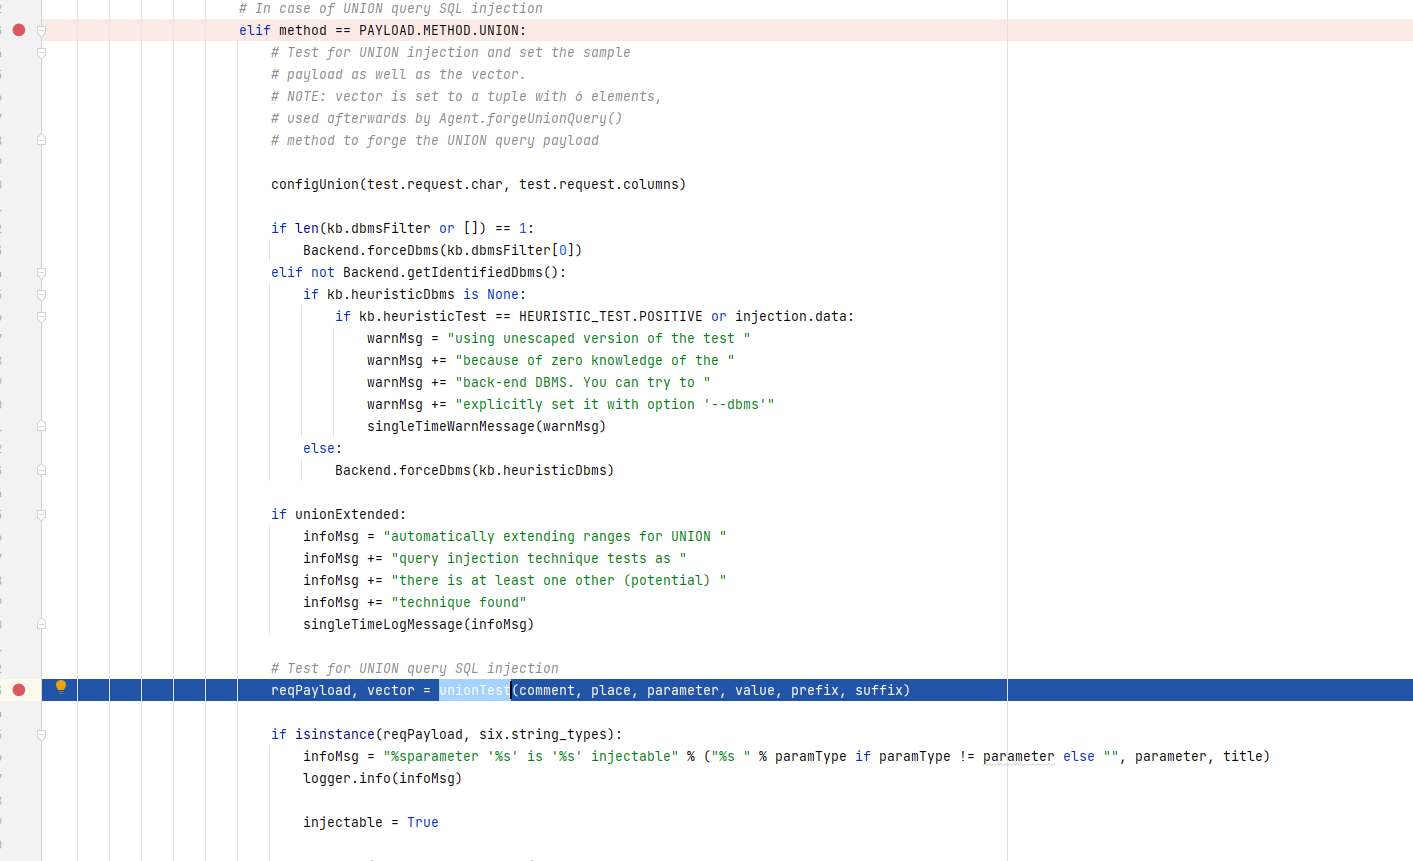 # In case of UNION query SQL injection
elif method == PAYLOAD.METHOD.UNION:
# Test for UNION injection and set the sample
# payload as well as the vector.
# NOTE: vector is set to a tuple with 6 elements,
# used afterwards by Agent.forgeUnionQuery()
# method to forge the UNION query payload
configUnion(test.request.char, test.request.columns)
if len(kb.dbmsFilter or []) == 1:
Backend.forceDbms(kb.dbmsFilter[0])
elif not Backend.getIdentifiedDbms():
if kb.heuristicDbms is None:
if kb.heuristicTest == HEURISTIC_TEST.POSITIVE or injection.data:
warnMsg = "using unescaped version of the test "
warnMsg += "because of zero knowledge of the "
warnMsg += "back-end DBMS. You can try to "
warnMsg += "explicitly set it with option '--dbms'"
singleTimeWarnMessage(warnMsg)
else:
Backend.forceDbms(kb.heuristicDbms)
if unionExtended:
infoMsg = "automatically extending ranges for UNION "
infoMsg += "query injection technique tests as "
infoMsg += "there is at least one other (potential) "
infoMsg += "technique found"
singleTimeLogMessage(infoMsg)
# Test for UNION query SQL injection
reqPayload, vector = unionTest(comment, place, parameter, value, prefix, suffix)
if isinstance(reqPayload, six.string_types):
infoMsg = "%sparameter '%s' is '%s' injectable" % ("%s " % paramType if paramType != parameter else "", parameter, title)
logger.info(infoMsg)
injectable = True